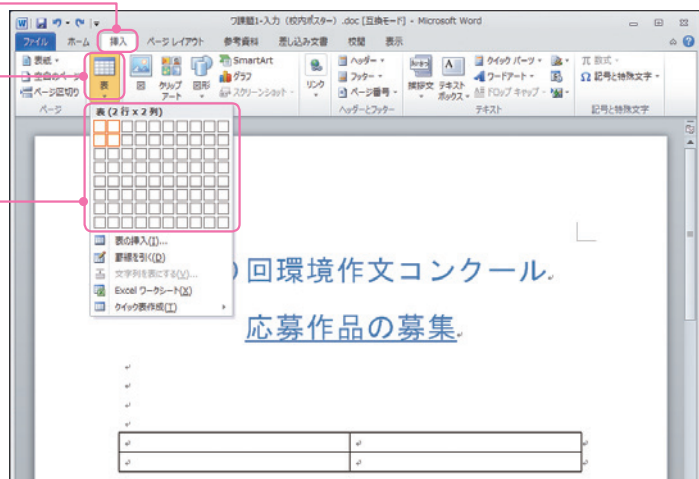 ワ課題1-入力（校内ポスター）.doc [互換モード] - Microsoft Word
ファイル ホーム 挿入 ページ レイアウト 参考資料 差し込み文書 校閲 表示
表紙
空白のページ
ページ区切り
ページ
表
図
クリップ
アート
図形
SmartArt
グラフ
スクリーンショット
リンク
ヘッダー
フッター
ページ番号
ヘッダーとフッター
挨拶文
テキスト
ボックス
クイック パーツ
ワードアート
ドロップ キャップ
テキスト
π 数式
Ω 記号と特殊文字
記号と特殊文字
表 (2 行 x 2 列)
表の挿入(I)...
罫線を引く(D)
文字列を表にする(V)...
Excel ワークシート(X)
クイック表作成(T)
回環境作文コンクール
応募作品の募集